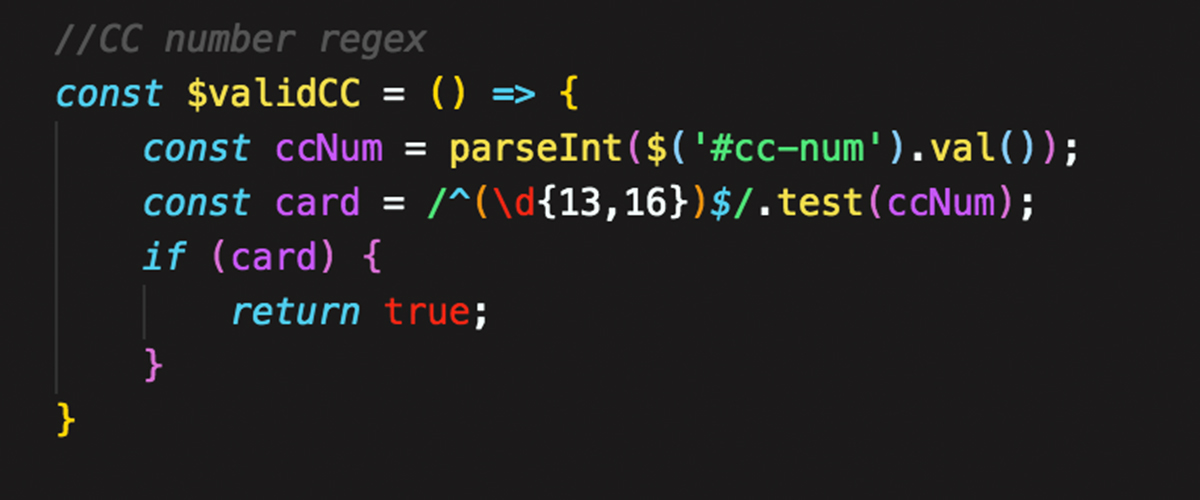 //CC number regex
const $validCC = () => {
    const ccNum = parseInt($('#cc-num').val());
    const card = /^(\d{13,16})$/.test(ccNum);
    if (card) {
        return true;
    }
}